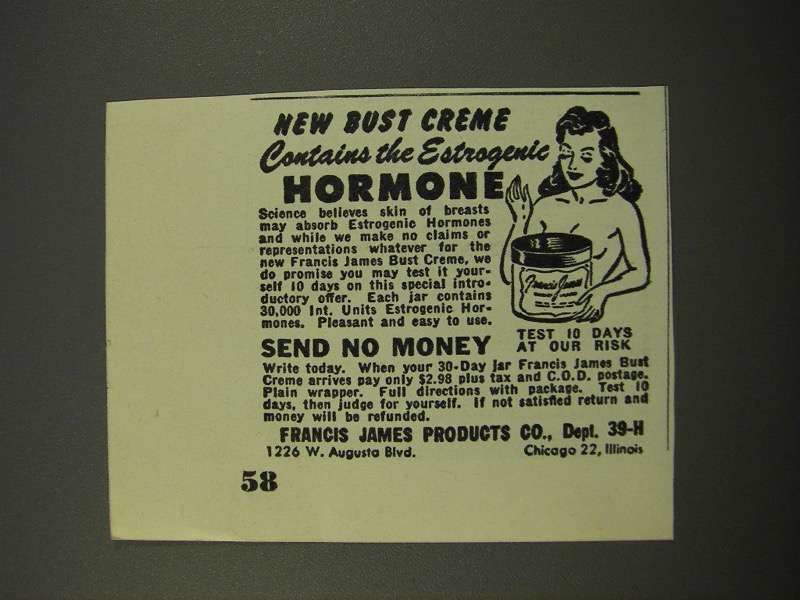 NEW BUST CREME
Contains the Estrogenic
HORMONE
Science believes skin of breasts
may absorb Estrogenic Hormones
and while we make no claims or
representations whatever for the
new Francis James Bust Creme, we
do promise you may test it your-
self 10 days on this special intro-
ductory offer. Each jar contains
30,000 Int. Units Estrogenic Hor-
mones. Pleasant and easy to use.
Francis James
TEST 10 DAYS
AT OUR RISK
SEND NO MONEY
Write today. When your 30-Day Jar Francis James Bust
Creme arrives pay only $2.98 plus tax and C.O.D. postage.
Plain wrapper. Full directions with package. Test 10
days, then judge for yourself. If not satisfied return and
money will be refunded.
FRANCIS JAMES PRODUCTS CO., Dept. 39-H
1226 W. Augusta Blvd. Chicago 22, Illinois
58